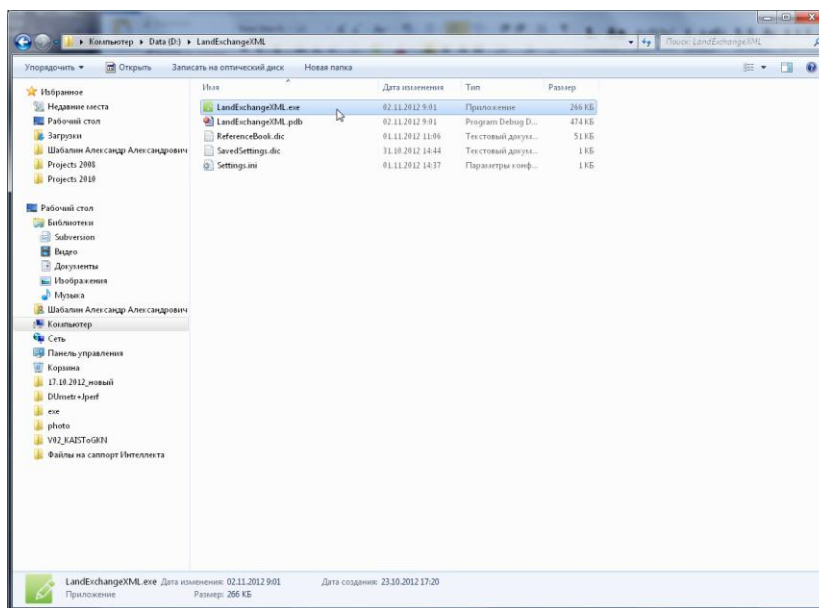 Компьютер ▸ Data (D:) ▸ LandExchangeXML
Поиск: LandExchangeXML
Упорядочить Открыть Записать на оптический диск Новая папка
Имя Дата изменения Тип Размер
LandExchangeXML.exe 02.11.2012 9:01 Приложение 266 КБ
LandExchangeXML.pdb 02.11.2012 9:01 Program Debug D... 474 КБ
ReferenceBook.dic 01.11.2012 11:06 Текстовый докум... 51 КБ
SavedSettings.dic 31.10.2012 14:44 Текстовый докум... 1 КБ
Settings.ini 01.11.2012 14:37 Параметры конф... 1 КБ
Избранное
Недавние места
Рабочий стол
Загрузки
Шабалин Александр Александрович
Projects 2008
Projects 2010
Рабочий стол
Библиотеки
Subversion
Видео
Документы
Изображения
Музыка
Шабалин Александр Александрович
Компьютер
Сеть
Панель управления
Корзина
17.10.2012_новый
DUmetr+Jperf
exe
photo
V02_KAISToGKN
Файлы на саппорт Интеллекта
LandExchangeXML.exe Дата изменения: 02.11.2012 9:01 Дата создания: 23.10.2012 17:20
Приложение Размер: 266 КБ